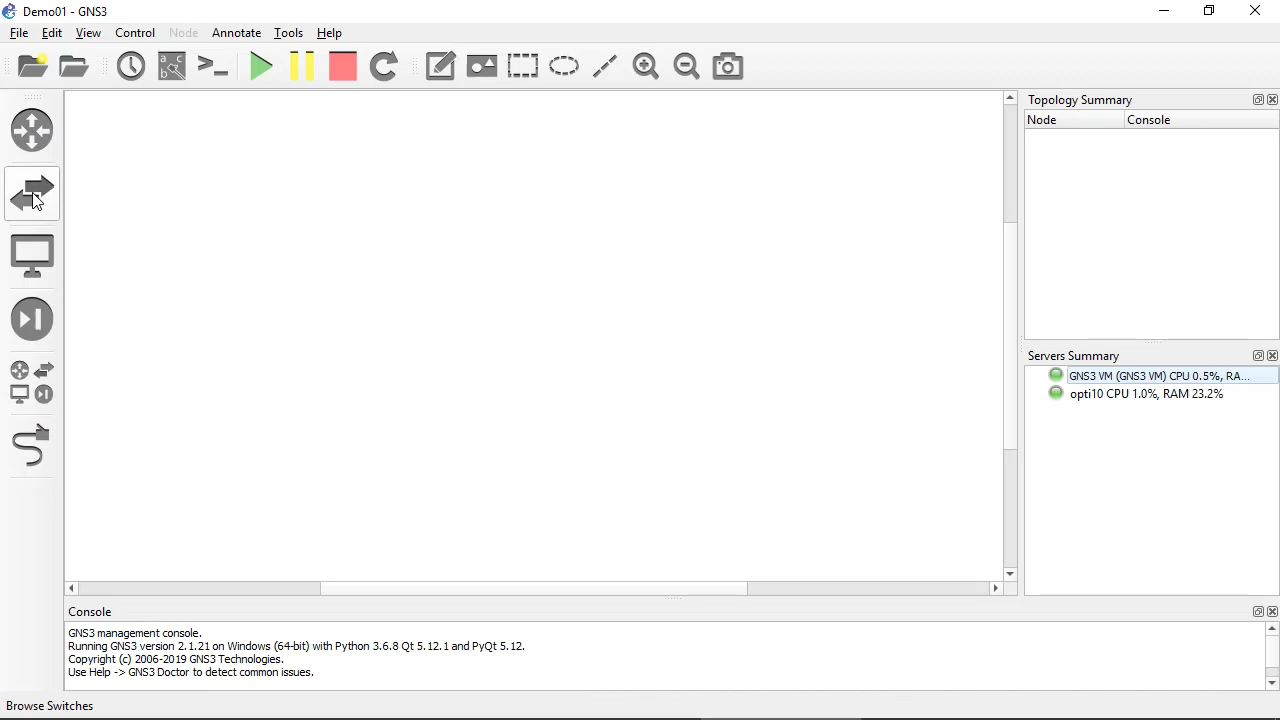 Demo01 - GNS3
File Edit View Control Node Annotate Tools Help
a c
b
Topology Summary
Node Console
Servers Summary
GNS3 VM (GNS3 VM) CPU 0.5%, RA...
opti10 CPU 1.0%, RAM 23.2%
Console
GNS3 management console.
Running GNS3 version 2.1.21 on Windows (64-bit) with Python 3.6.8 Qt 5.12.1 and PyQt 5.12.
Copyright (c) 2006-2019 GNS3 Technologies.
Use Help -> GNS3 Doctor to detect common issues.
Browse Switches